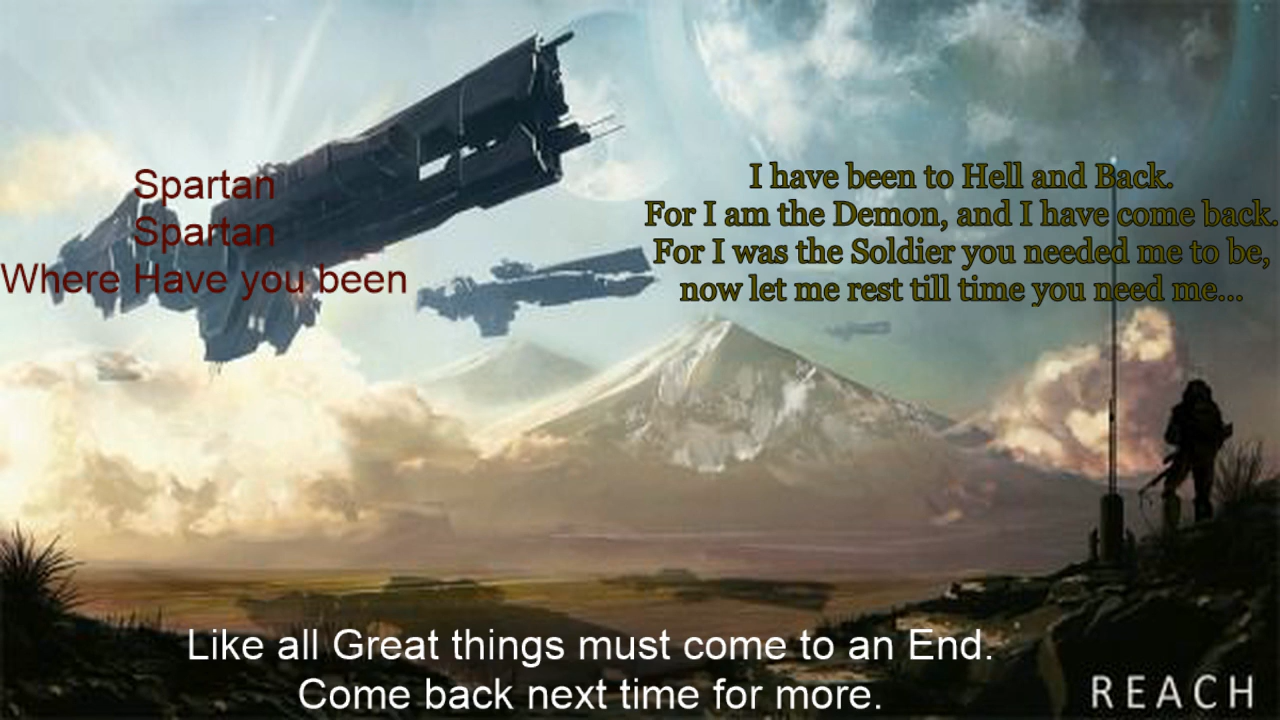 Spartan
Spartan
Where Have you been
I have been to Hell and Back.
For I am the Demon, and I have come back.
For I was the Soldier you needed me to be,
now let me rest till time you need me...
Like all Great things must come to an End.
Come back next time for more.
REACH